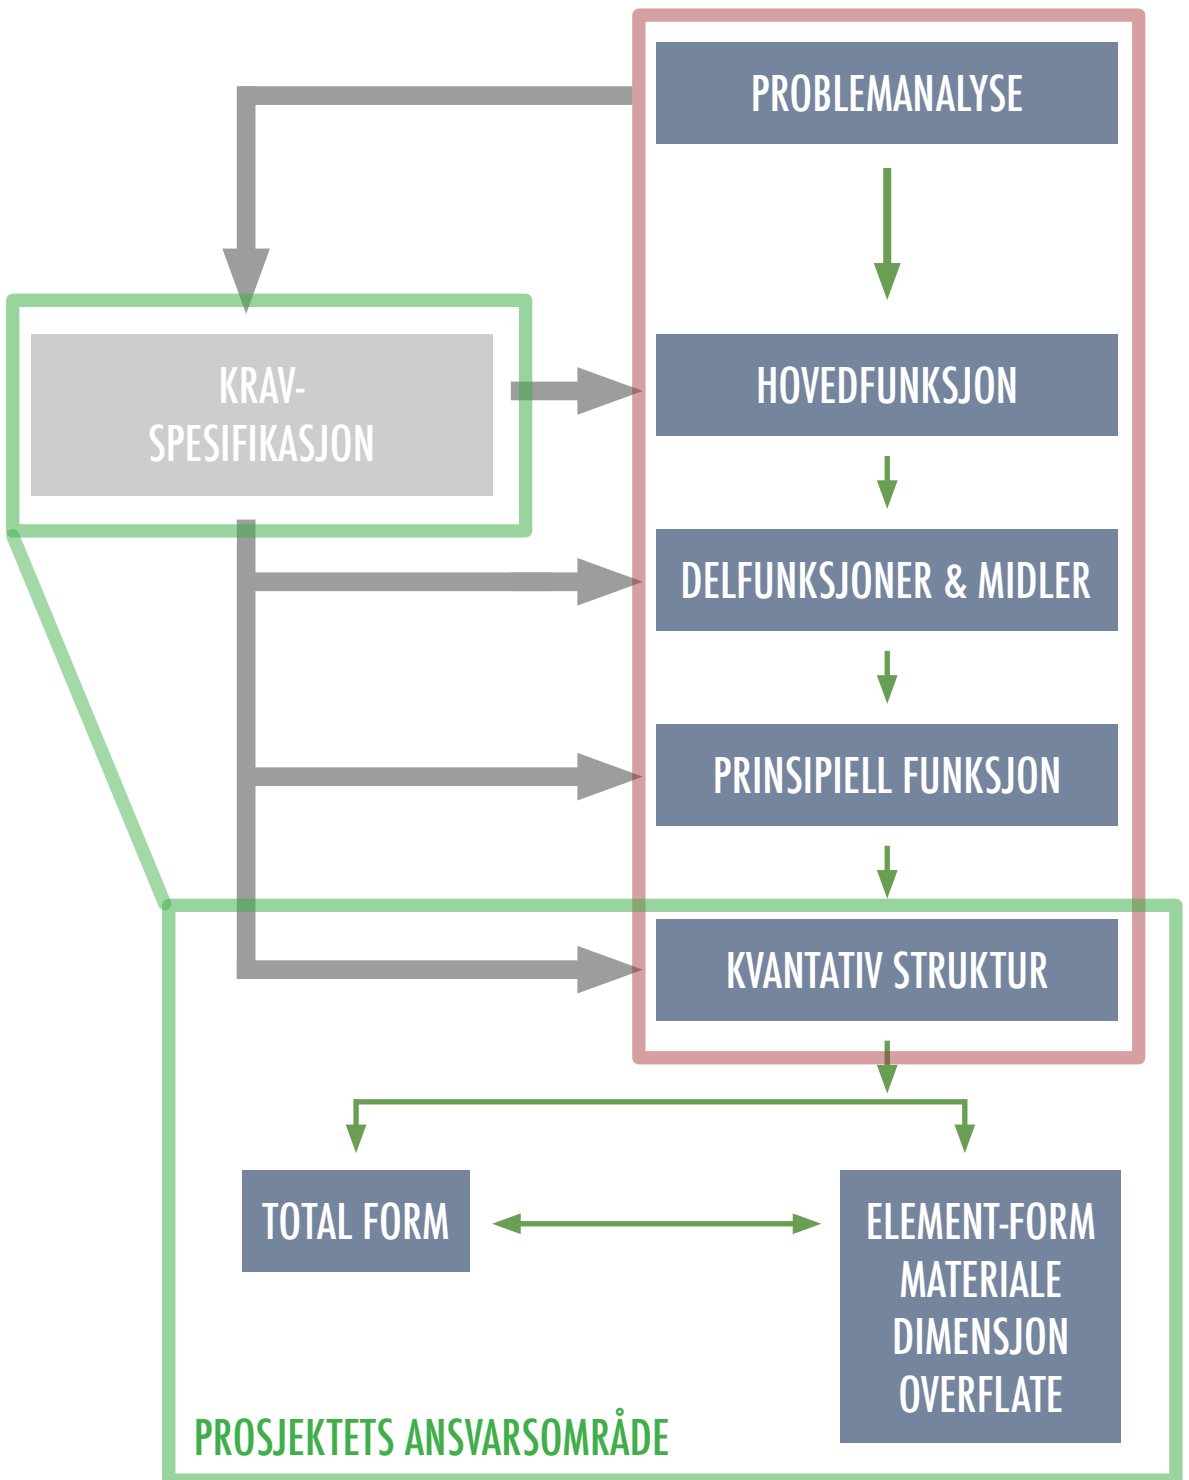 PROBLEMANALYSE
KRAV-
SPESIFIKASJON
HOVEDFUNKSJON
DELFUNKSJONER & MIDLER
PRINSIPIELL FUNKSJON
KVANTATIV STRUKTUR
TOTAL FORM
ELEMENT-FORM
MATERIALE
DIMENSJON
OVERFLATE
PROSJEKTETS ANSVARSOMRÅDE